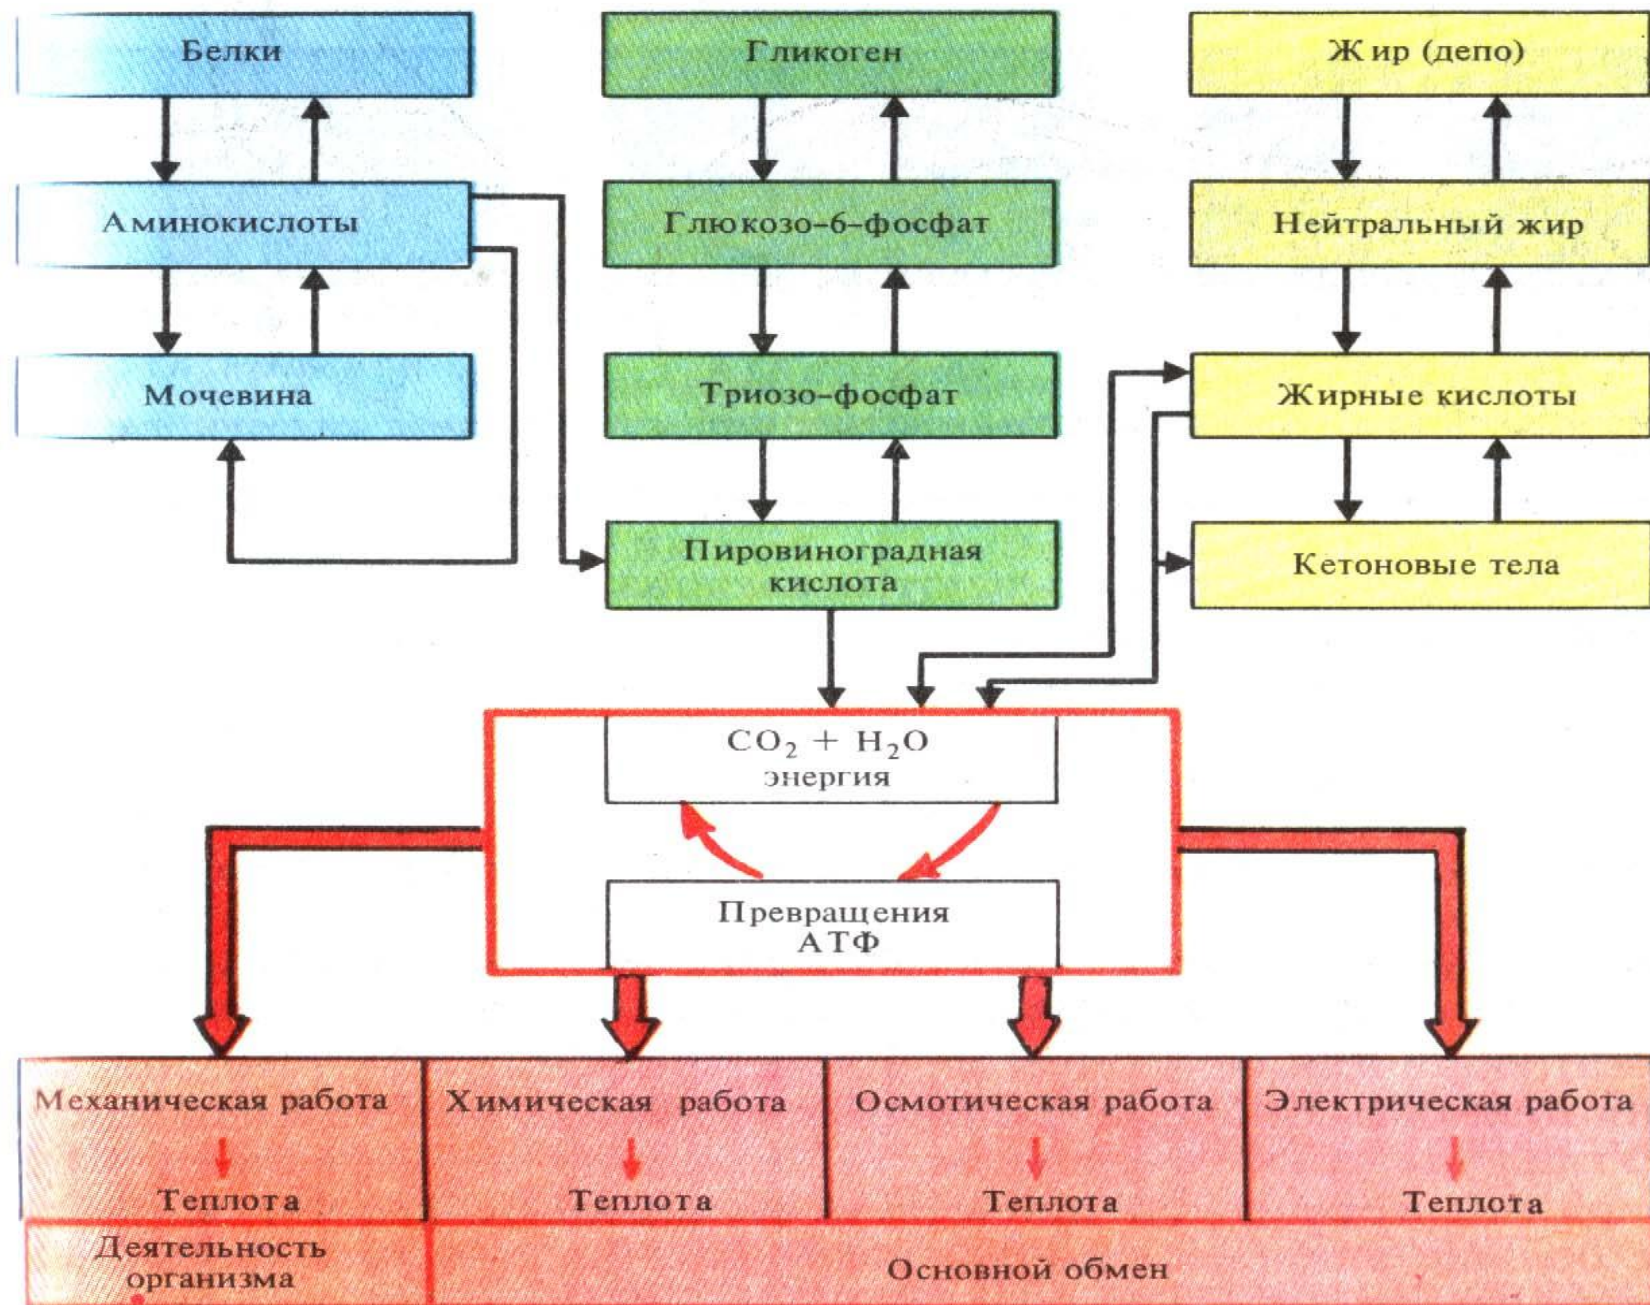 Белки
Гликоген
Жир (депо)
Аминокислоты
Глюкозо-6-фосфат
Нейтральный жир
Мочевина
Триозо-фосфат
Жирные кислоты
Пировиноградная
кислота
Кетоновые тела
CO₂ + H₂O
энергия
Превращения
АТФ
Механическая работа
Химическая работа
Осмотическая работа
Электрическая работа
Теплота
Теплота
Теплота
Теплота
Деятельность
организма
Основной обмен